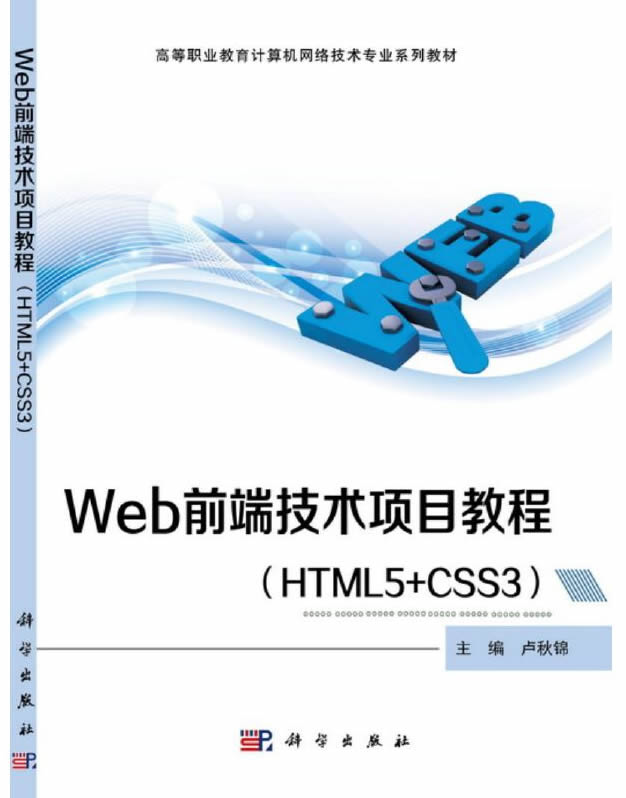 高等职业教育计算机网络技术专业系列教材
WEB
Web前端技术项目教程
（HTML5+CSS3）
主 编 卢秋锦
科学出版社
Web前端技术项目教程（HTML5+CSS3）
科学出版社